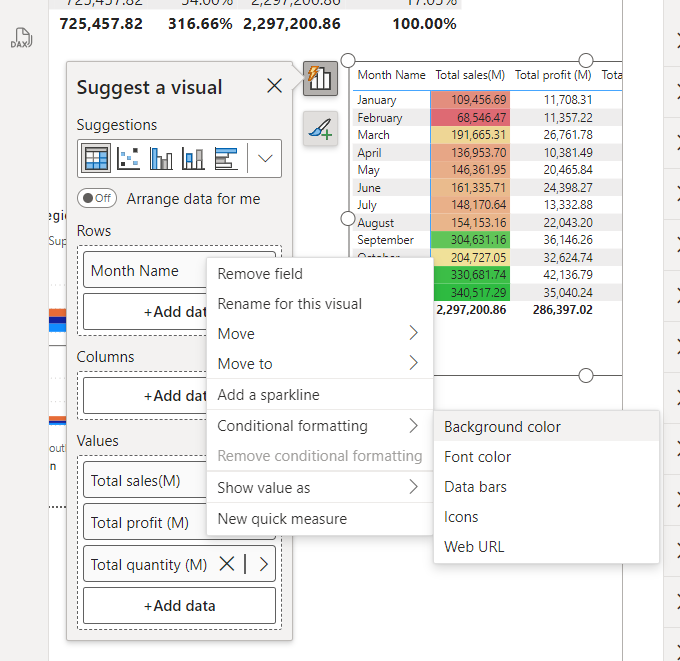 725,457.82 316.66% 2,297,200.86 100.00%
DAX
Suggest a visual
Suggestions
Off Arrange data for me
Rows
Month Name
+Add dat
Columns
+Add dat
Values
Total sales(M)
Total profit (M)
Total quantity (M)
+Add data
Remove field
Rename for this visual
Move
Move to
Add a sparkline
Conditional formatting
Remove conditional formatting
Show value as
New quick measure
Background color
Font color
Data bars
Icons
Web URL
Month Name Total sales(M) Total profit (M) Tota
January 109,456.69 11,708.31
February 68,546.47 11,357.22
March 191,665.31 26,761.78
April 136,953.70 10,381.49
May 146,361.95 20,465.84
June 161,335.71 24,398.27
July 148,170.64 13,332.88
August 154,153.16 22,043.20
September 304,631.16 36,146.26
October 204,727.05 32,624.74
330,681.74 42,136.79
340,517.29 35,040.24
2,297,200.86 286,397.02
egic
Sup
out
n